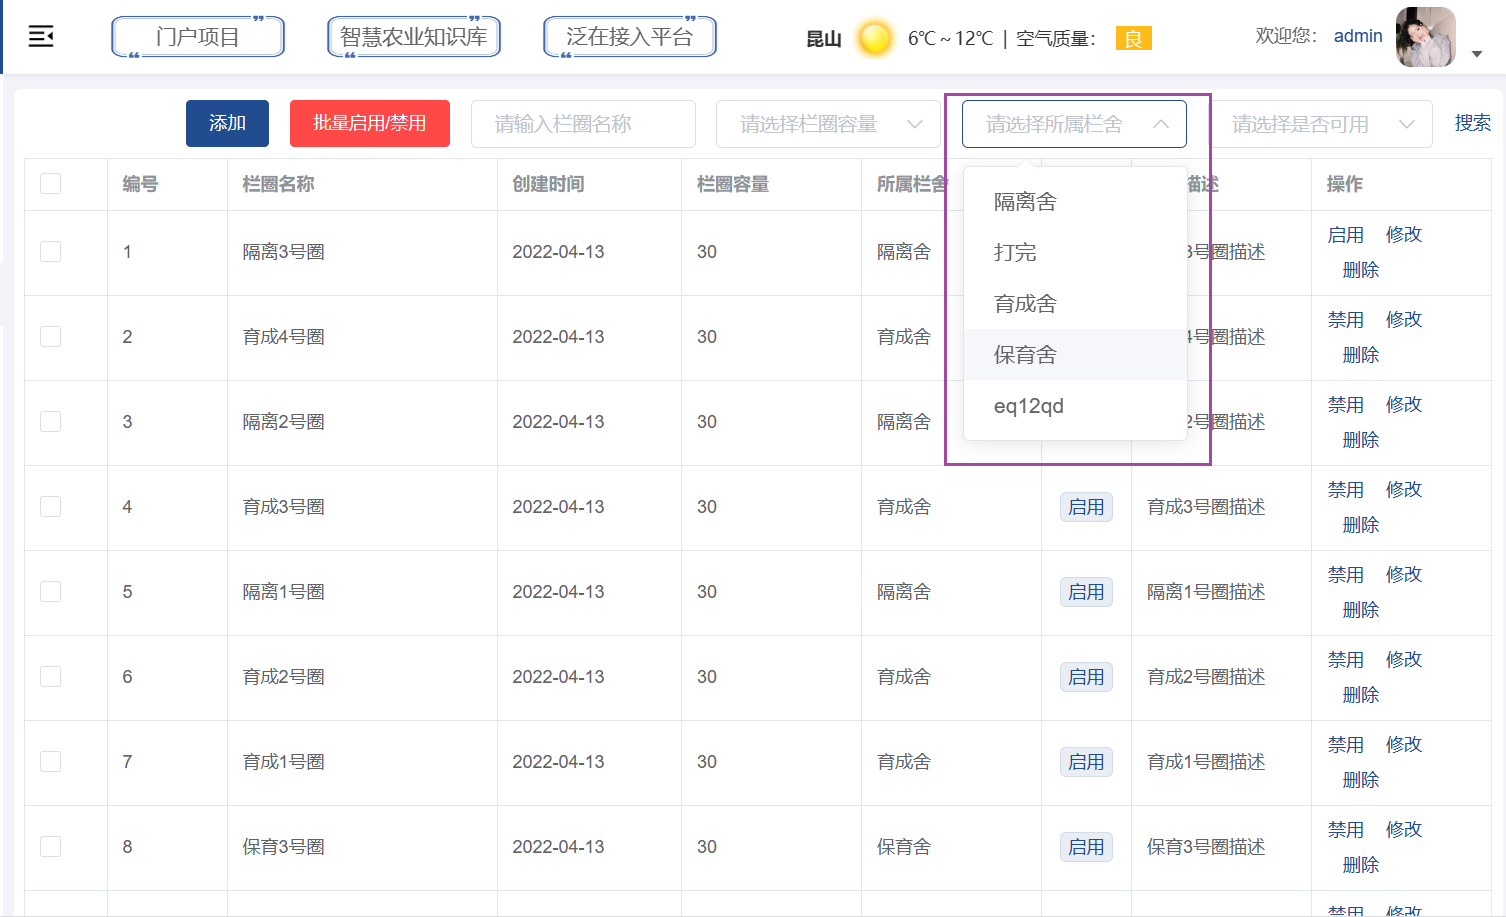 门户项目 智慧农业知识库 泛在接入平台 昆山 6℃ ~ 12℃ | 空气质量： 良 欢迎您： admin
添加 批量启用/禁用 请输入栏圈名称 请选择栏圈容量 请选择所属栏舍 请选择是否可用 搜索
编号 栏圈名称 创建时间 栏圈容量 所属栏舍 描述 操作
隔离舍
打完
育成舍
保育舍
eq12qd
1 隔离3号圈 2022-04-13 30 隔离舍 3号圈描述 启用 修改
删除
2 育成4号圈 2022-04-13 30 育成舍 4号圈描述 禁用 修改
删除
3 隔离2号圈 2022-04-13 30 隔离舍 2号圈描述 禁用 修改
删除
4 育成3号圈 2022-04-13 30 育成舍 启用 育成3号圈描述 禁用 修改
删除
5 隔离1号圈 2022-04-13 30 隔离舍 启用 隔离1号圈描述 禁用 修改
删除
6 育成2号圈 2022-04-13 30 育成舍 启用 育成2号圈描述 禁用 修改
删除
7 育成1号圈 2022-04-13 30 育成舍 启用 育成1号圈描述 禁用 修改
删除
8 保育3号圈 2022-04-13 30 保育舍 启用 保育3号圈描述 禁用 修改
删除
禁用 修改